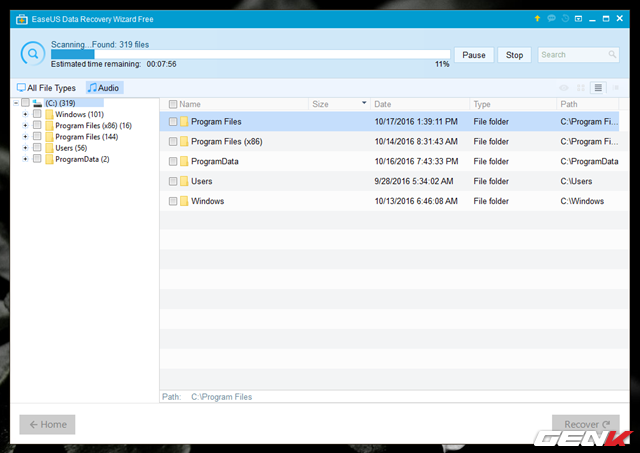 EaseUS Data Recovery Wizard Free
Scanning...Found: 319 files
Estimated time remaining: 00:07:56 11%
Pause Stop Search
All File Types Audio
(C:) (319)
Windows (101)
Program Files (x86) (16)
Program Files (144)
Users (56)
ProgramData (2)
Name Size Date Type Path
Program Files 10/17/2016 1:39:11 PM File folder C:\Program Fi...
Program Files (x86) 10/14/2016 8:31:43 AM File folder C:\Program Fi...
ProgramData 10/16/2016 7:43:33 PM File folder C:\ProgramData
Users 9/28/2016 5:34:02 AM File folder C:\Users
Windows 10/13/2016 6:46:08 AM File folder C:\Windows
Path: C:\Program Files
Home Recover
GENK